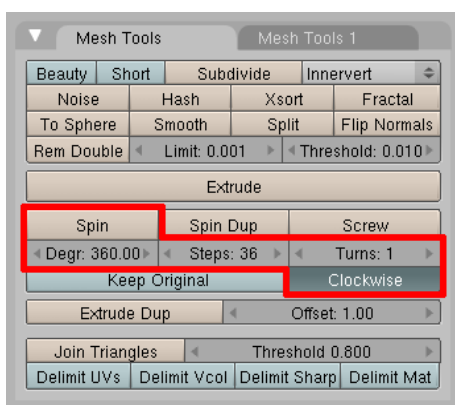 Mesh Tools Mesh Tools 1
Beauty Short Subdivide Innervert
Noise Hash Xsort Fractal
To Sphere Smooth Split Flip Normals
Rem Double Limit: 0.001 Threshold: 0.010
Extrude
Spin Spin Dup Screw
Degr: 360.00 Steps: 36 Turns: 1
Keep Original Clockwise
Extrude Dup Offset: 1.00
Join Triangles Threshold 0.800
Delimit UVs Delimit Vcol Delimit Sharp Delimit Mat